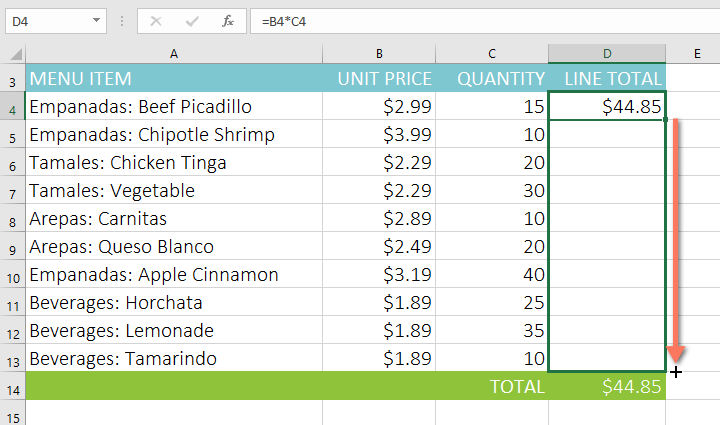 D4 fx =B4*C4
A B C D E
3 MENU ITEM UNIT PRICE QUANTITY LINE TOTAL
4 Empanadas: Beef Picadillo $2.99 15 $44.85
5 Empanadas: Chipotle Shrimp $3.99 10
6 Tamales: Chicken Tinga $2.29 20
7 Tamales: Vegetable $2.29 30
8 Arepas: Carnitas $2.89 10
9 Arepas: Queso Blanco $2.49 20
10 Empanadas: Apple Cinnamon $3.19 40
11 Beverages: Horchata $1.89 25
12 Beverages: Lemonade $1.89 35
13 Beverages: Tamarindo $1.89 10
14 TOTAL $44.85
15